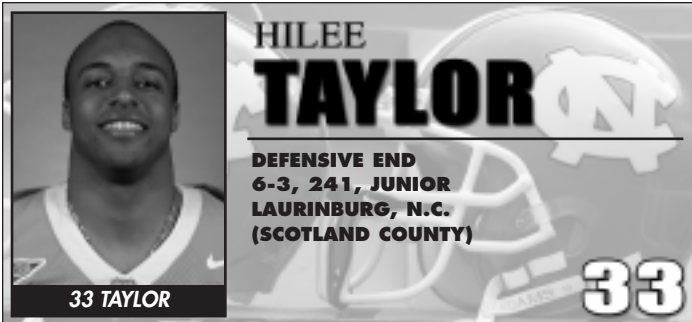 HILEE
TAYLOR
DEFENSIVE END
6-3, 241, JUNIOR
LAURINBURG, N.C.
(SCOTLAND COUNTY)
33 TAYLOR
33